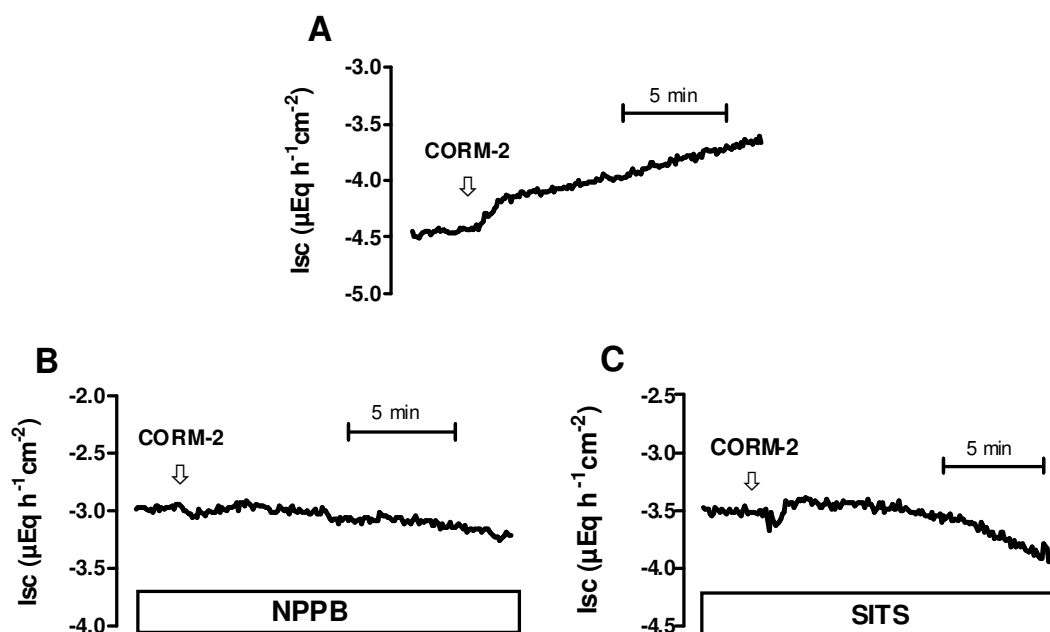 A
Isc (µEq h⁻¹cm⁻²)
-3.0
-3.5
-4.0
-4.5
-5.0
CORM-2
5 min
B
Isc (µEq h⁻¹cm⁻²)
-2.0
-2.5
-3.0
-3.5
-4.0
CORM-2
5 min
NPPB
C
Isc (µEq h⁻¹cm⁻²)
-2.5
-3.0
-3.5
-4.0
-4.5
CORM-2
5 min
SITS